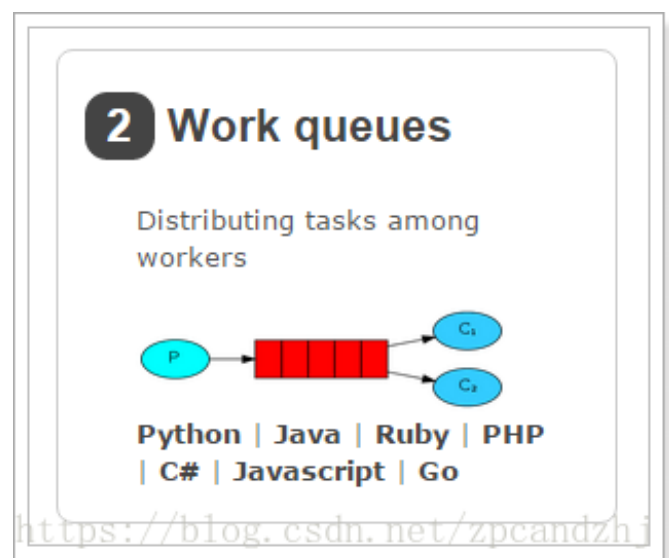 2 Work queues
Distributing tasks among
workers
P
C₁
C₂
Python | Java | Ruby | PHP
| C# | Javascript | Go
https://blog.csdn.net/zpcandzhj